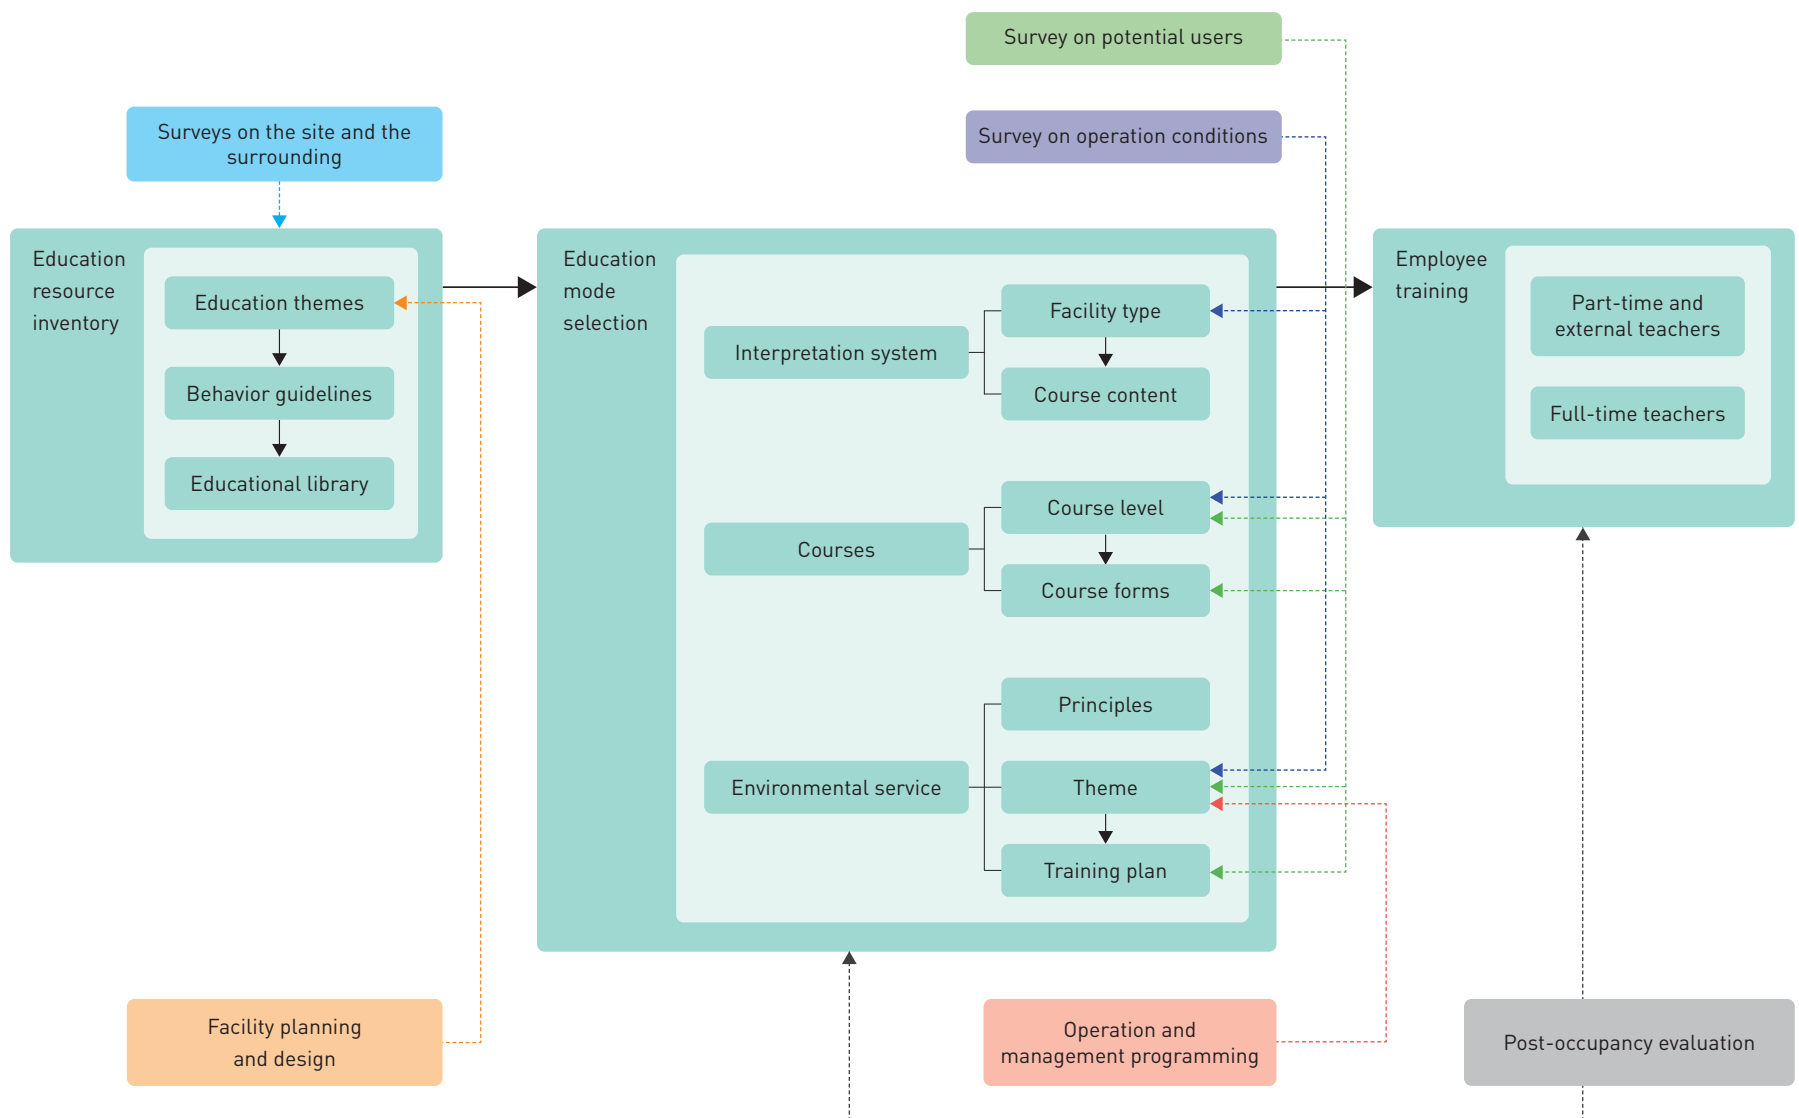 Survey on potential users
Surveys on the site and the
surrounding
Survey on operation conditions
Education
resource
inventory
Education themes
Behavior guidelines
Educational library
Education
mode
selection
Interpretation system
Facility type
Course content
Courses
Course level
Course forms
Environmental service
Principles
Theme
Training plan
Employee
training
Part-time and
external teachers
Full-time teachers
Facility planning
and design
Operation and
management programming
Post-occupancy evaluation